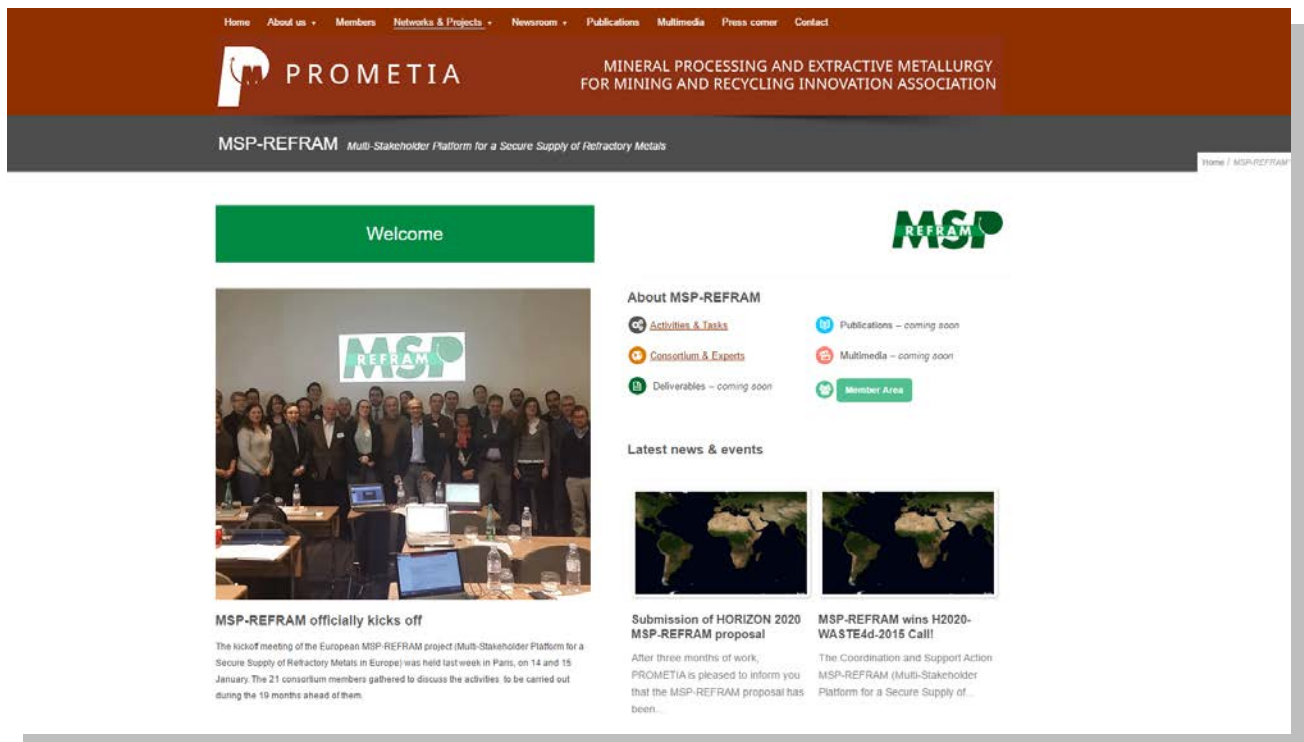 Home About us Members Networks & Projects Newsroom Publications Multimedia Press corner Contact
PROMETIA
MINERAL PROCESSING AND EXTRACTIVE METALLURGY
FOR MINING AND RECYCLING INNOVATION ASSOCIATION
MSP-REFRAM Multi-Stakeholder Platform for a Secure Supply of Refractory Metals
Home / MSP-REFRAM
Welcome
MSP
REFRAM
MSP
REFRAM
MSP-REFRAM officially kicks off
The kickoff meeting of the European MSP-REFRAM project (Multi-Stakeholder Platform for a
Secure Supply of Refractory Metals in Europe) was held last week in Paris, on 14 and 15
January. The 21 consortium members gathered to discuss the activities to be carried out
during the 19 months ahead of them.
About MSP-REFRAM
Activities & Tasks
Publications – coming soon
Consortium & Experts
Multimedia – coming soon
Deliverables – coming soon
Member Area
Latest news & events
Submission of HORIZON 2020
MSP-REFRAM proposal
After three months of work,
PROMETIA is pleased to inform you
that the MSP-REFRAM proposal has
been...
MSP-REFRAM wins H2020-
WASTE4d-2015 Call!
The Coordination and Support Action
MSP-REFRAM (Multi-Stakeholder
Platform for a Secure Supply of...